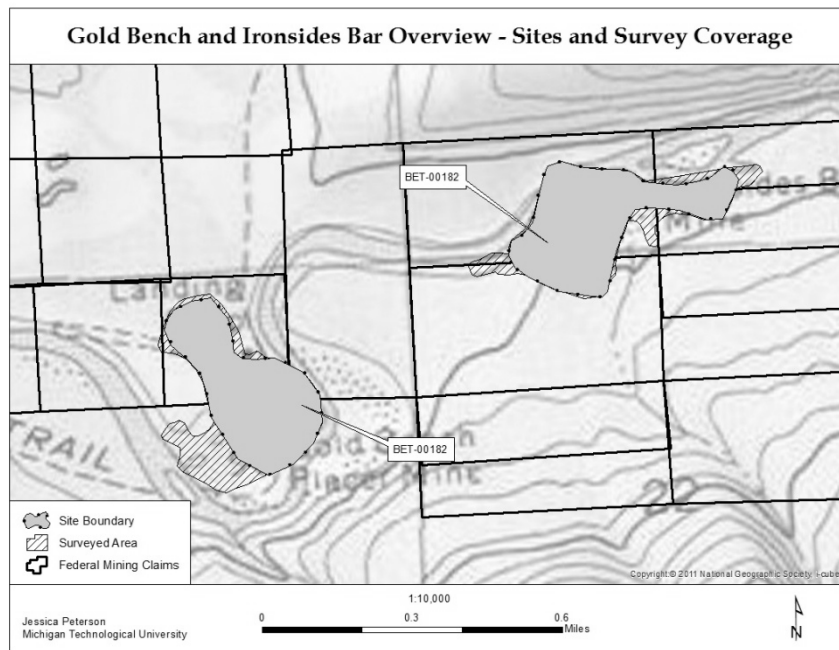 Gold Bench and Ironsides Bar Overview - Sites and Survey Coverage
BET-00182
Mine
Landing
BET-00182
TRAIL
22
Site Boundary
Surveyed Area
Federal Mining Claims
Copyright:© 2011 National Geographic Society, i-cube
Jessica Peterson
Michigan Technological University
1:10,000
0 0.3 0.6
Miles
N